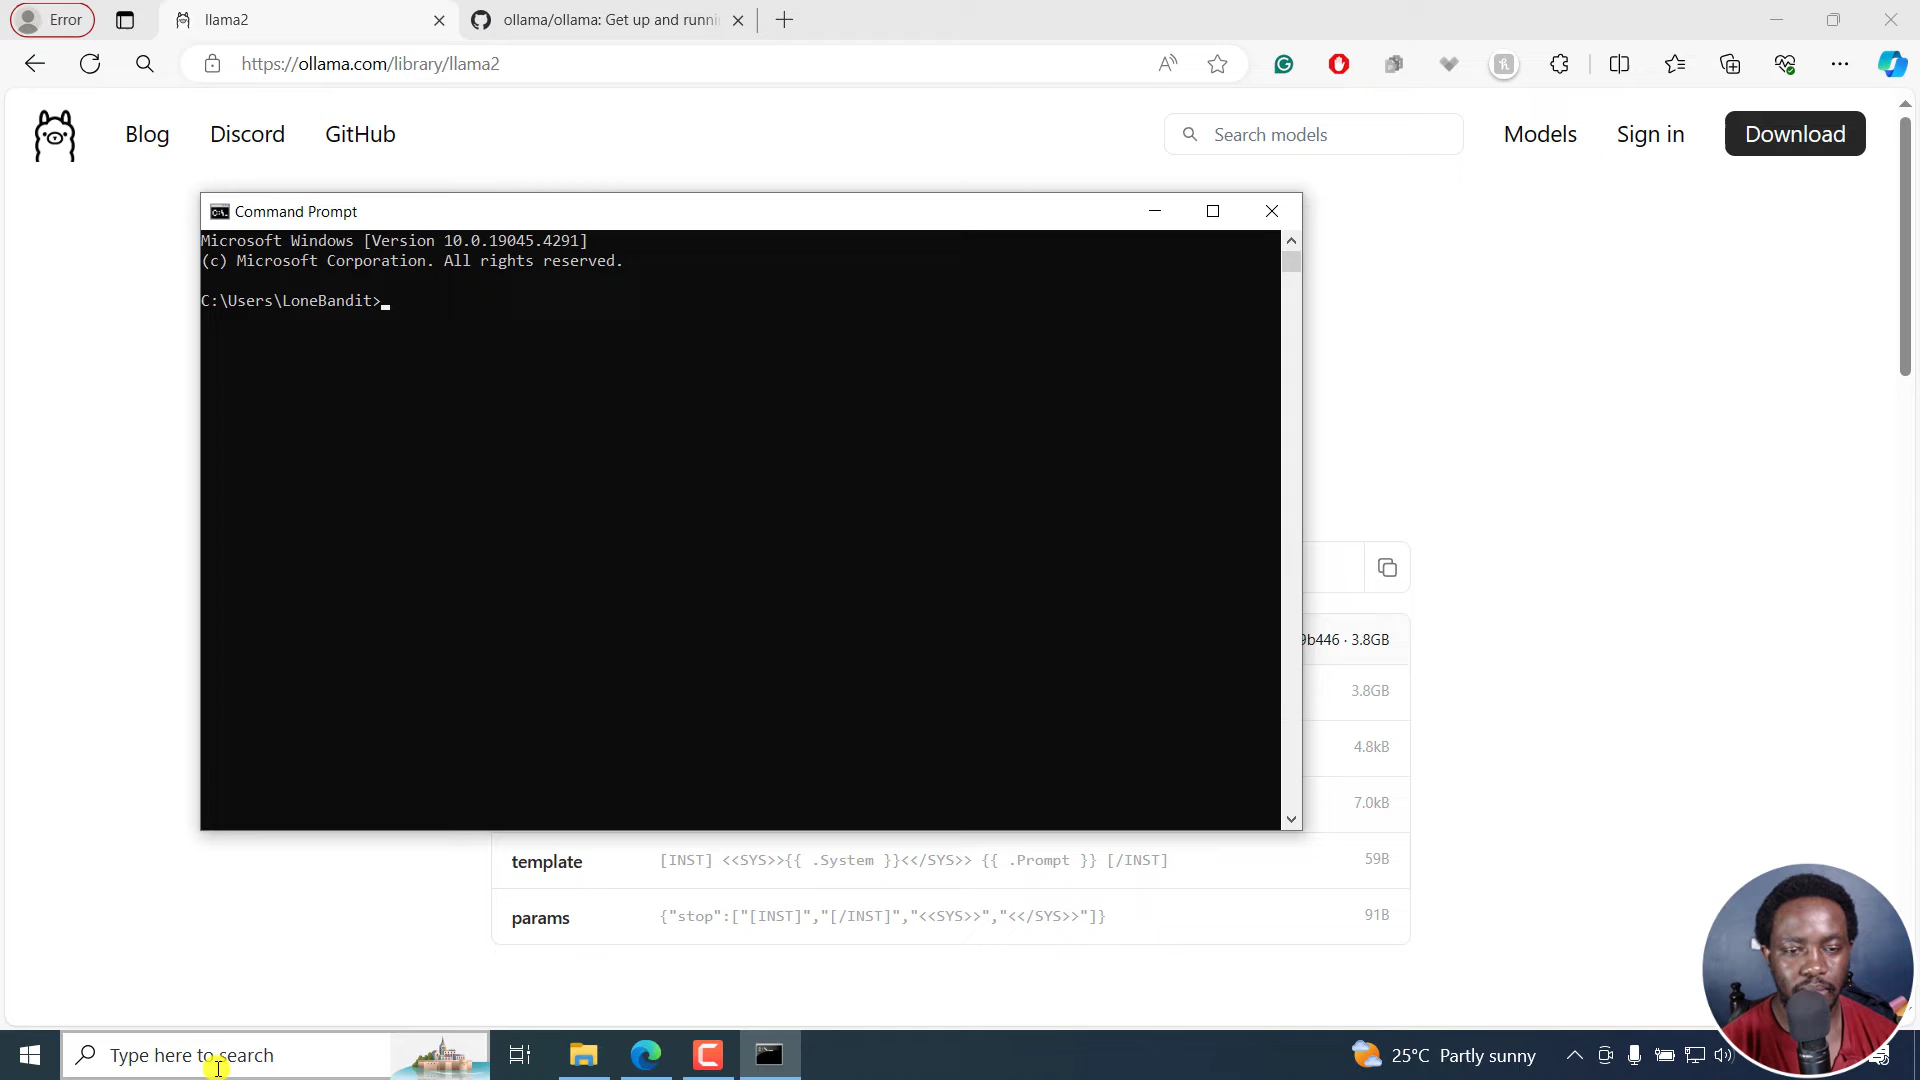 Error
llama2
ollama/ollama: Get up and runni
https://ollama.com/library/llama2
Blog
Discord
GitHub
Search models
Models
Sign in
Download
Command Prompt
Microsoft Windows [Version 10.0.19045.4291]
(c) Microsoft Corporation. All rights reserved.
C:\Users\LoneBandit>
9b446 · 3.8GB
3.8GB
4.8kB
7.0kB
template [INST] <<SYS>>{{ .System }}<</SYS>> {{ .Prompt }} [/INST] 59B
params {"stop":["[INST]","[/INST]","<<SYS>>","<</SYS>>"]} 91B
Type here to search
25°C Partly sunny